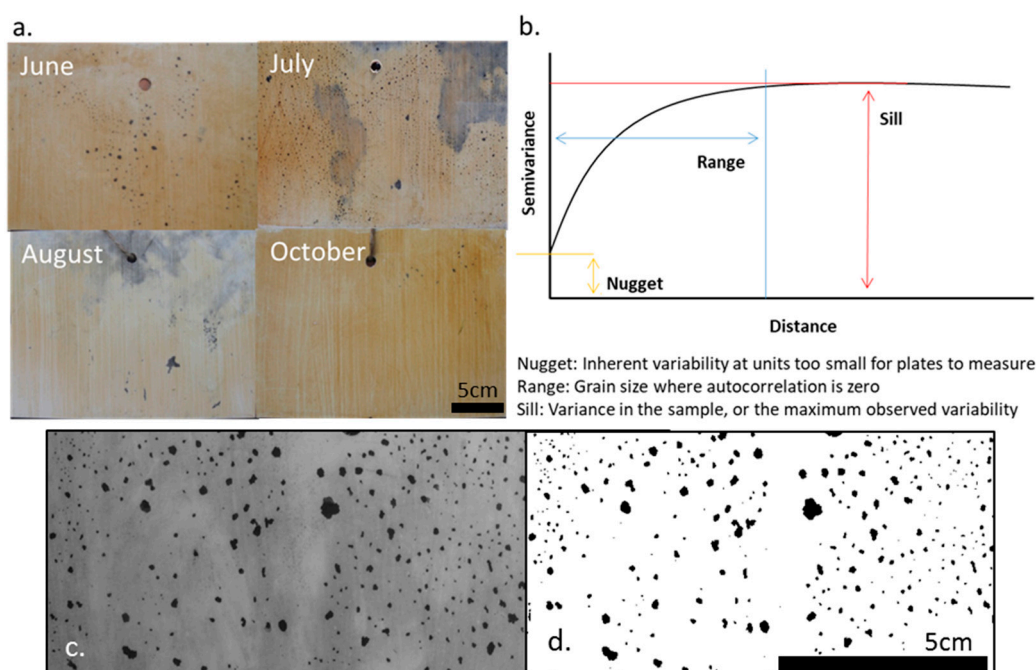 a.
June
July
August
October
5cm
b.
Semivariance
Range
Sill
Nugget
Distance
Nugget: Inherent variability at units too small for plates to measure
Range: Grain size where autocorrelation is zero
Sill: Variance in the sample, or the maximum observed variability
c.
d.
5cm